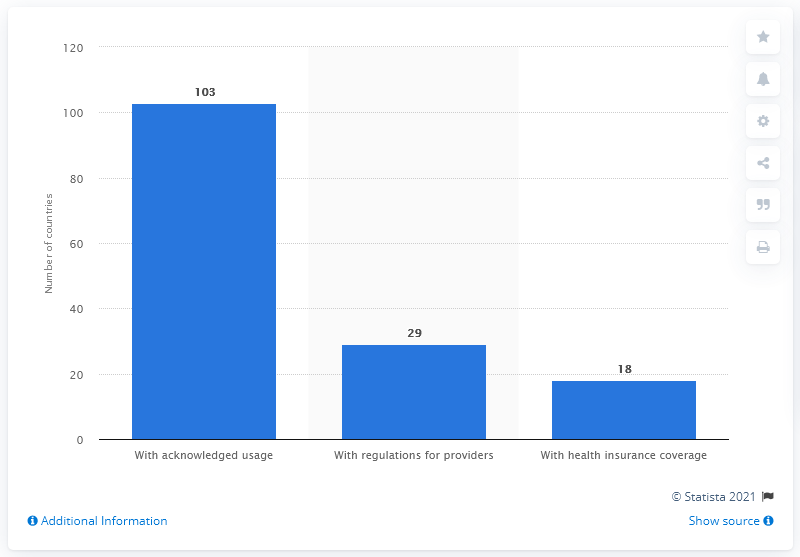 120
103
100
80
Number of countries
60
40
29
20
18
0
With acknowledged usage
With regulations for providers
With health insurance coverage
© Statista 2021
Additional Information
Show source